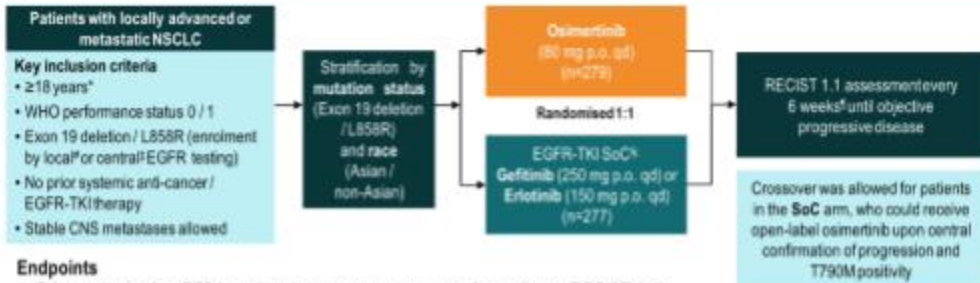 Patients with locally advanced or
metastatic NSCLC
Key inclusion criteria
• ≥18 years*
• WHO performance status 0 / 1
• Exon 19 deletion / L858R (enrolment
by local# or central‡ EGFR testing)
• No prior systemic anti-cancer /
EGFR-TKI therapy
• Stable CNS metastases allowed
Stratification by
mutation status
(Exon 19 deletion
/ L858R)
and race
(Asian /
non-Asian)
Osimertinib
(80 mg p.o. qd)
(n=279)
Randomised 1:1
EGFR-TKI SoC§
Gefitinib (250 mg p.o. qd) or
Erlotinib (150 mg p.o. qd)
(n=277)
RECIST 1.1 assessment every
6 weeks¶ until objective
progressive disease
Crossover was allowed for patients
in the SoC arm, who could receive
open-label osimertinib upon central
confirmation of progression and
T790M positivity
Endpoints